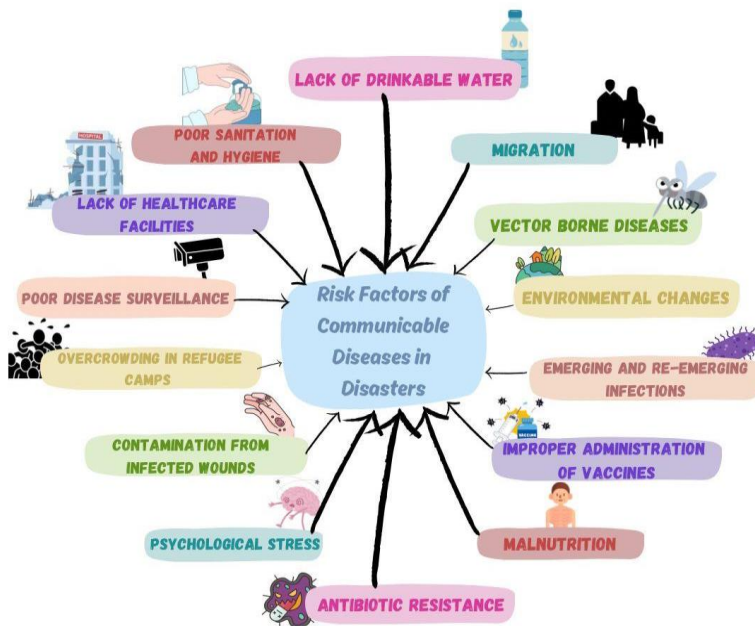 LACK OF DRINKABLE WATER
POOR SANITATION
AND HYGIENE
MIGRATION
HOSPITAL
LACK OF HEALTHCARE
FACILITIES
VECTOR BORNE DISEASES
POOR DISEASE SURVEILLANCE
ENVIRONMENTAL CHANGES
Risk Factors of
Communicable
Diseases in
Disasters
OVERCROWDING IN REFUGEE
CAMPS
EMERGING AND RE-EMERGING
INFECTIONS
CONTAMINATION FROM
INFECTED WOUNDS
VACCINE
IMPROPER ADMINISTRATION
OF VACCINES
PSYCHOLOGICAL STRESS
MALNUTRITION
ANTIBIOTIC RESISTANCE